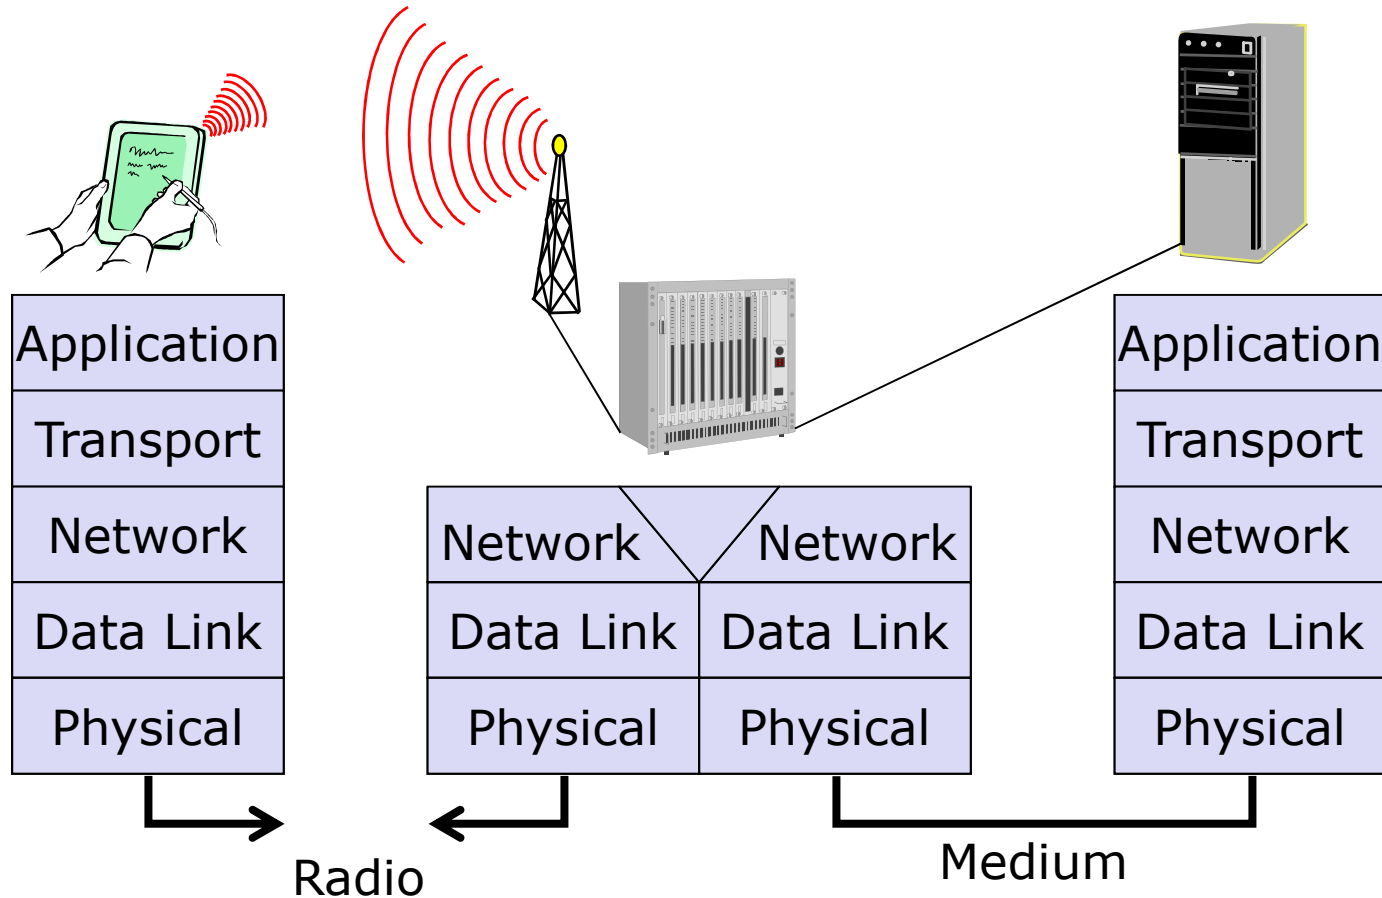 Application
Transport
Network
Data Link
Physical
Network
Network
Data Link
Data Link
Physical
Physical
Application
Transport
Network
Data Link
Physical
Radio
Medium